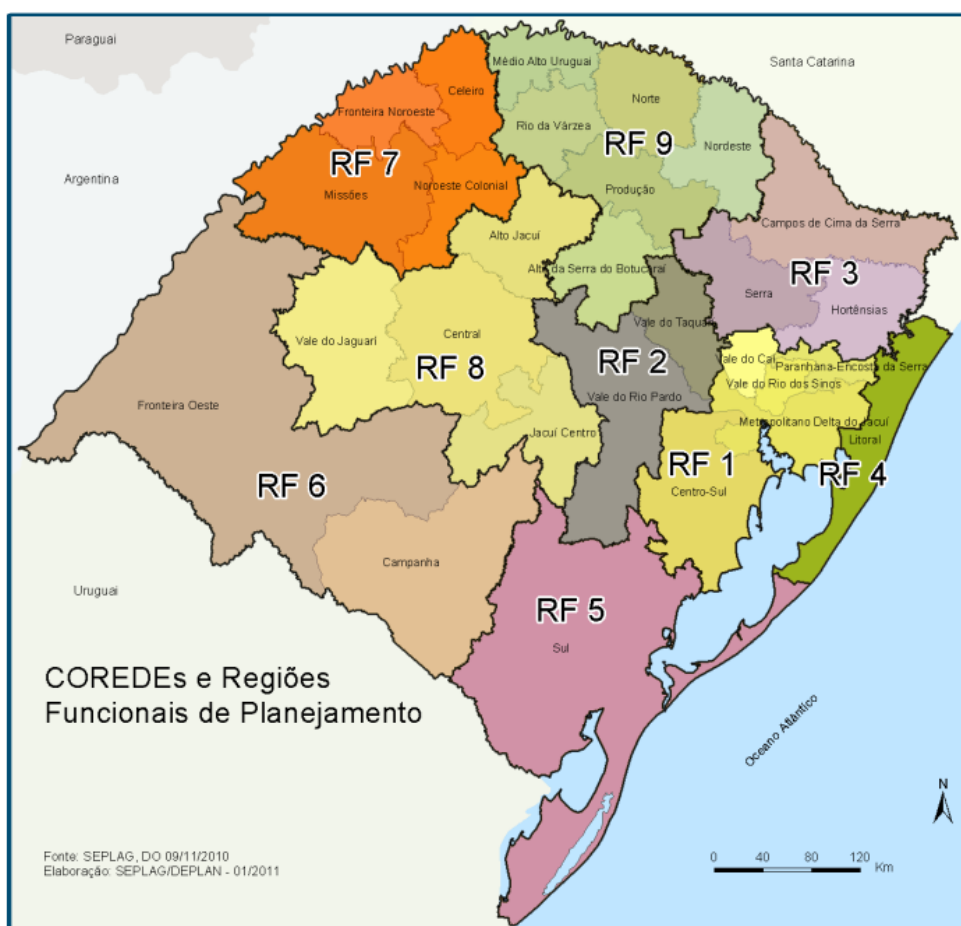 Paraguai
Santa Catarina
Argentina
Uruguai
Médio Alto Uruguai
Celeiro
Norte
Fronteira Noroeste
Rio da Várzea
RF 9
Nordeste
RF 7
Missões
Noroeste Colonial
Produção
Campos de Cima da Serra
Alto Jacuí
Alto da Serra do Botucaraí
RF 3
Serra
Hortênsias
Vale do Taquari
Central
Vale do Jaguarí
RF 8
RF 2
Vale do Caí
Paranhana-Encosta da Serra
Vale do Rio dos Sinos
Fronteira Oeste
Vale do Rio Pardo
Metropolitano Delta do Jacuí
Jacuí Centro
Litoral
RF 1
RF 4
RF 6
Centro-Sul
Campanha
RF 5
Sul
COREDEs e Regiões
Funcionais de Planejamento
Oceano Atlântico
N
Fonte: SEPLAG, DO 09/11/2010
Elaboração: SEPLAG/DEPLAN - 01/2011
0 40 80 120
Km